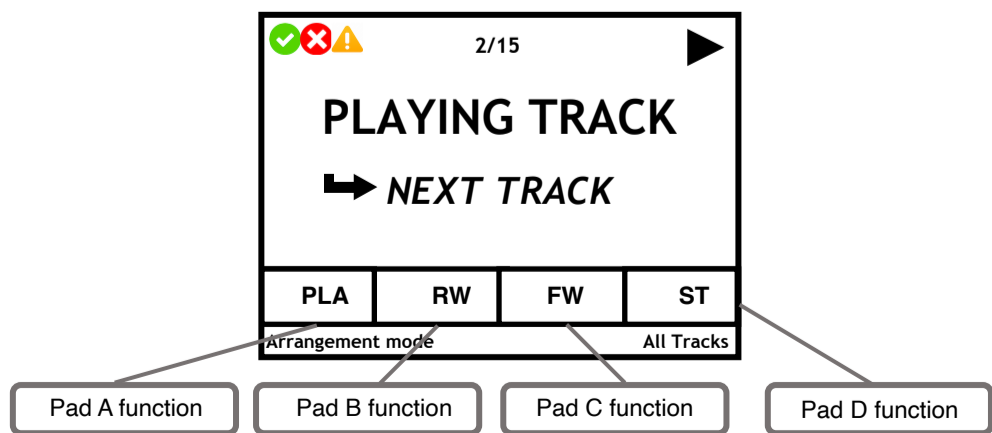 2/15
PLAYING TRACK
NEXT TRACK
PLA RW FW ST
Arrangement mode All Tracks
Pad A function Pad B function Pad C function Pad D function